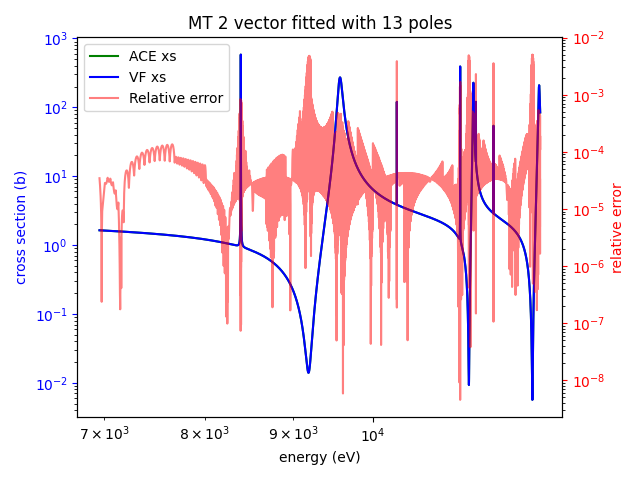 MT 2 vector fitted with 13 poles
ACE xs
VF xs
Relative error
cross section (b)
10³
10²
10¹
10⁰
10⁻¹
10⁻²
10⁻²
10⁻³
10⁻⁴
10⁻⁵
10⁻⁶
10⁻⁷
10⁻⁸
relative error
7 × 10³ 8 × 10³ 9 × 10³ 10⁴
energy (eV)